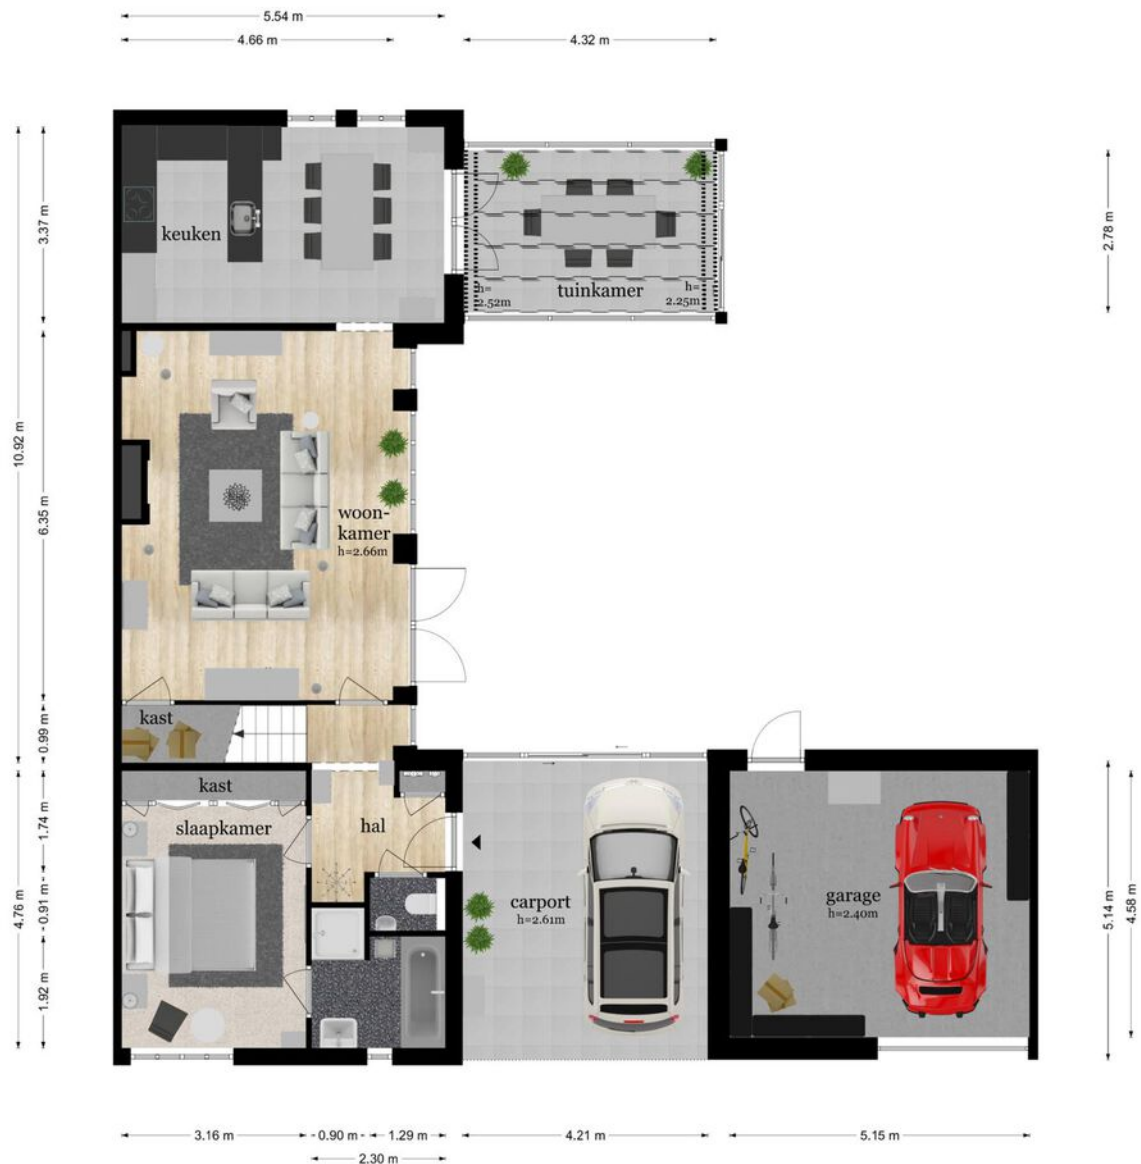 5.54 m
4.66 m
4.32 m
3.37 m
2.78 m
keuken
h=
2.52m
tuinkamer
h=
2.25m
10.92 m
6.35 m
woon-
kamer
h=2.66m
0.99 m
kast
kast
slaapkamer
hal
1.74 m
4.76 m
0.91 m
1.92 m
carport
h=2.61m
garage
h=2.40m
5.14 m
4.58 m
3.16 m
0.90 m
1.29 m
4.21 m
5.15 m
2.30 m